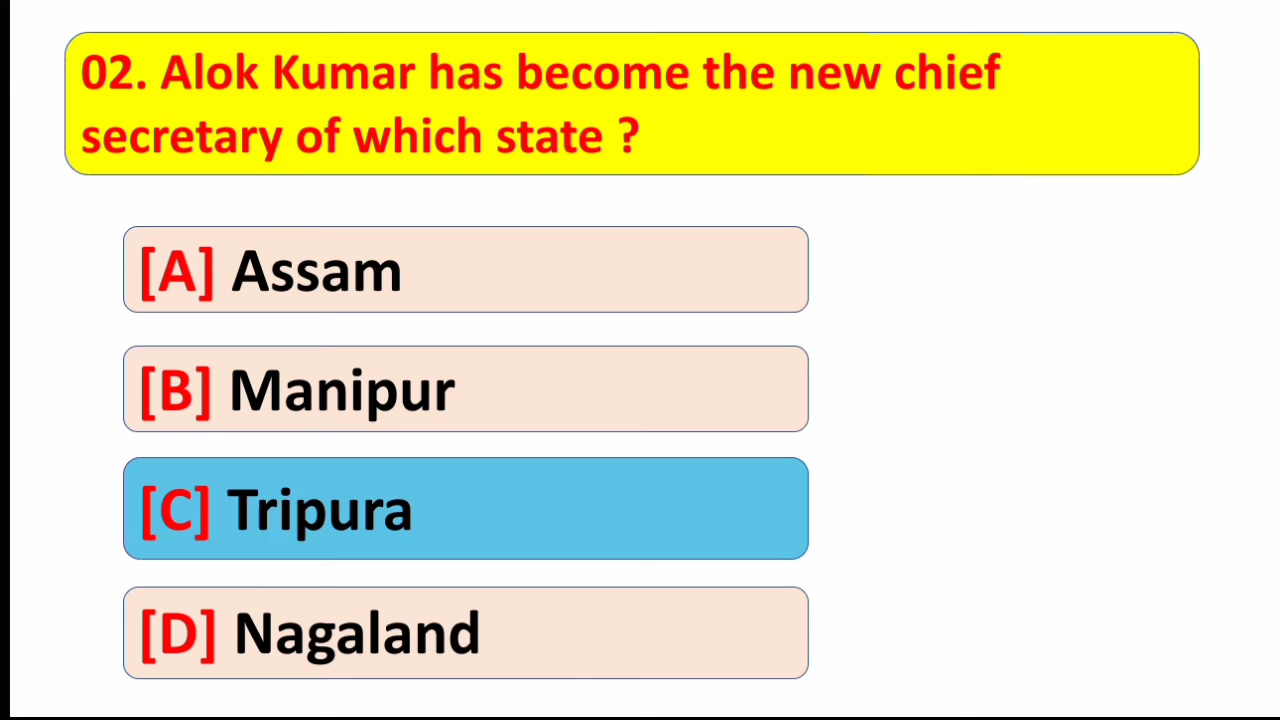 02. Alok Kumar has become the new chief
secretary of which state ?
[A] Assam
[B] Manipur
[C] Tripura
[D] Nagaland